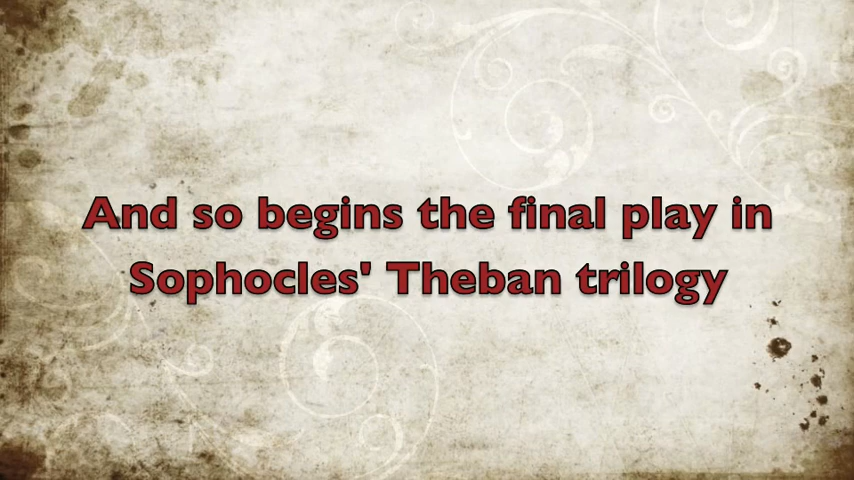 And so begins the final play in
Sophocles' Theban trilogy